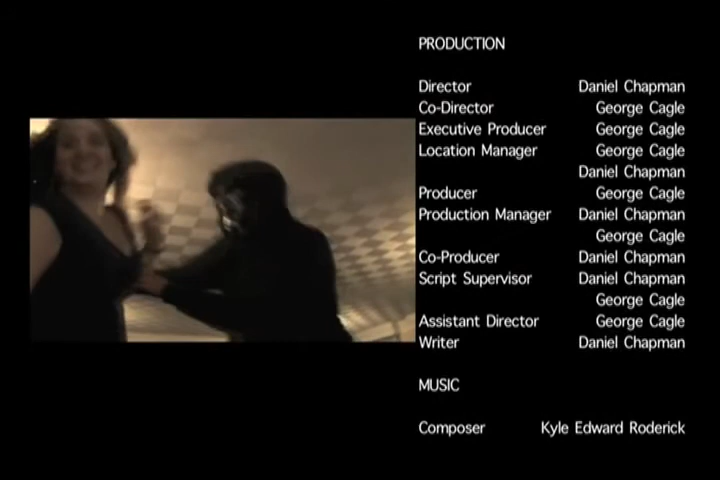 PRODUCTION
Director Daniel Chapman
Co-Director George Cagle
Executive Producer George Cagle
Location Manager George Cagle
Daniel Chapman
Producer George Cagle
Production Manager Daniel Chapman
George Cagle
Co-Producer Daniel Chapman
Script Supervisor Daniel Chapman
George Cagle
Assistant Director George Cagle
Writer Daniel Chapman
MUSIC
Composer Kyle Edward Roderick